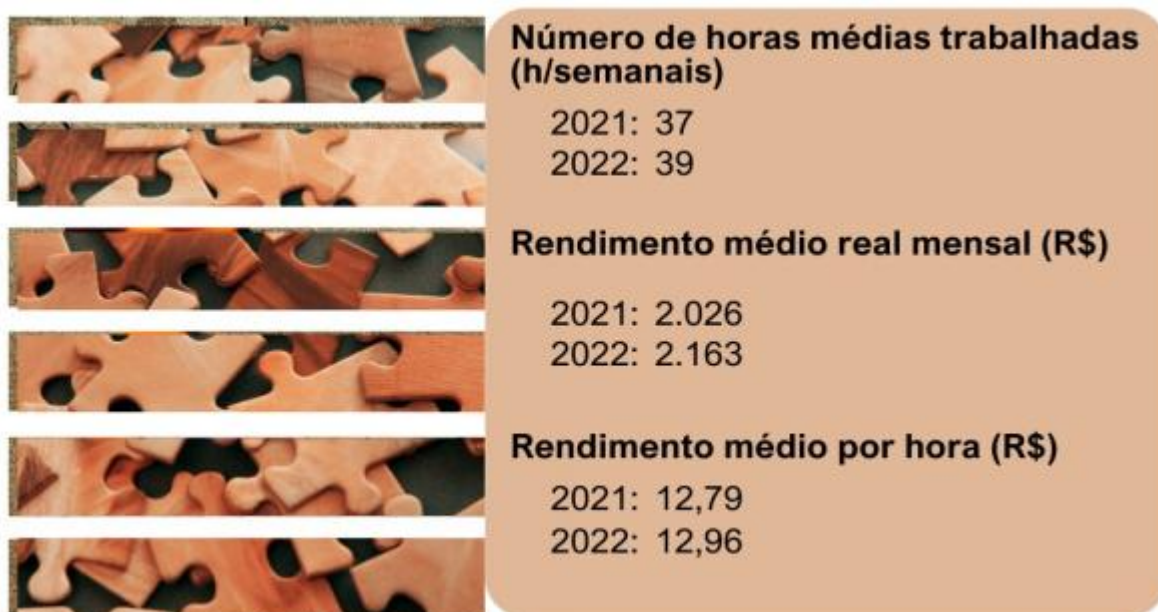 Número de horas médias trabalhadas
(h/semanais)
2021: 37
2022: 39
Rendimento médio real mensal (R$)
2021: 2.026
2022: 2.163
Rendimento médio por hora (R$)
2021: 12,79
2022: 12,96